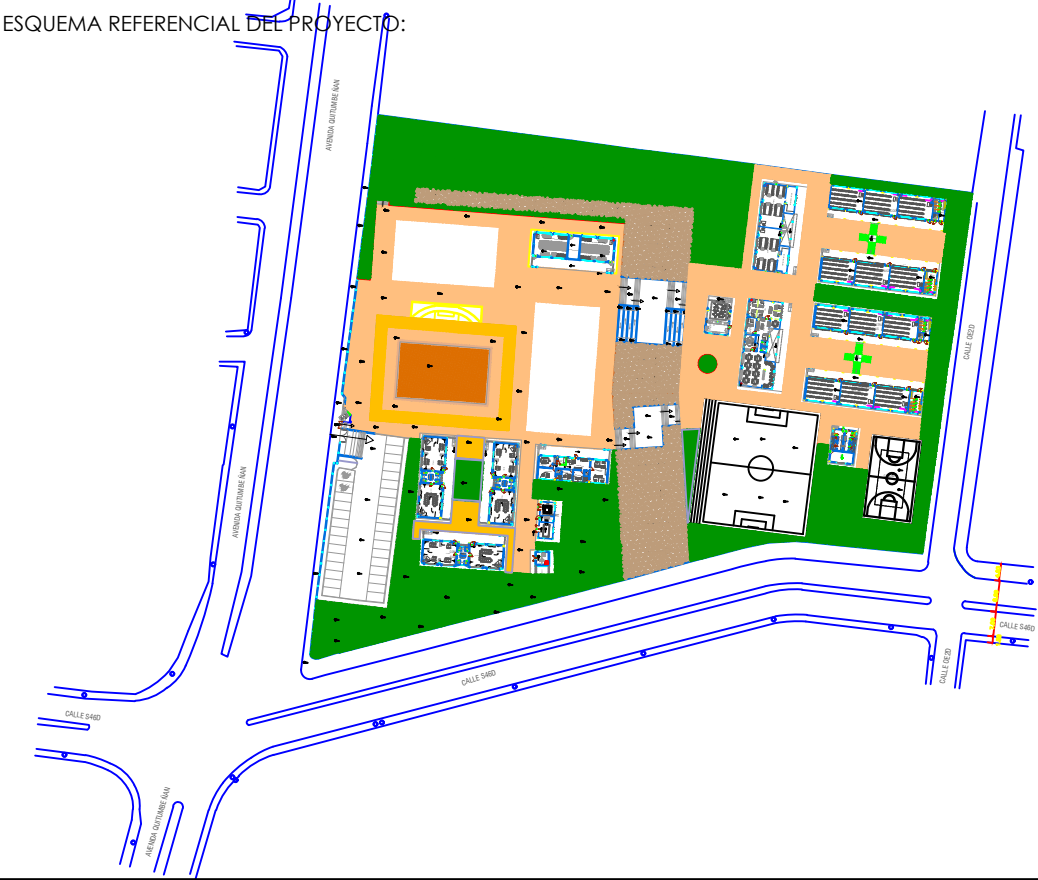 ESQUEMA REFERENCIAL DEL PROYECTO:
AVENIDA QUITUMBE ÑAN
CALLE OE2D
AVENIDA QUITUMBE ÑAN
CALLE S46D
CALLE S46D
CALLE OE2D
CALLE S46D
AVENIDA QUITUMBE ÑAN